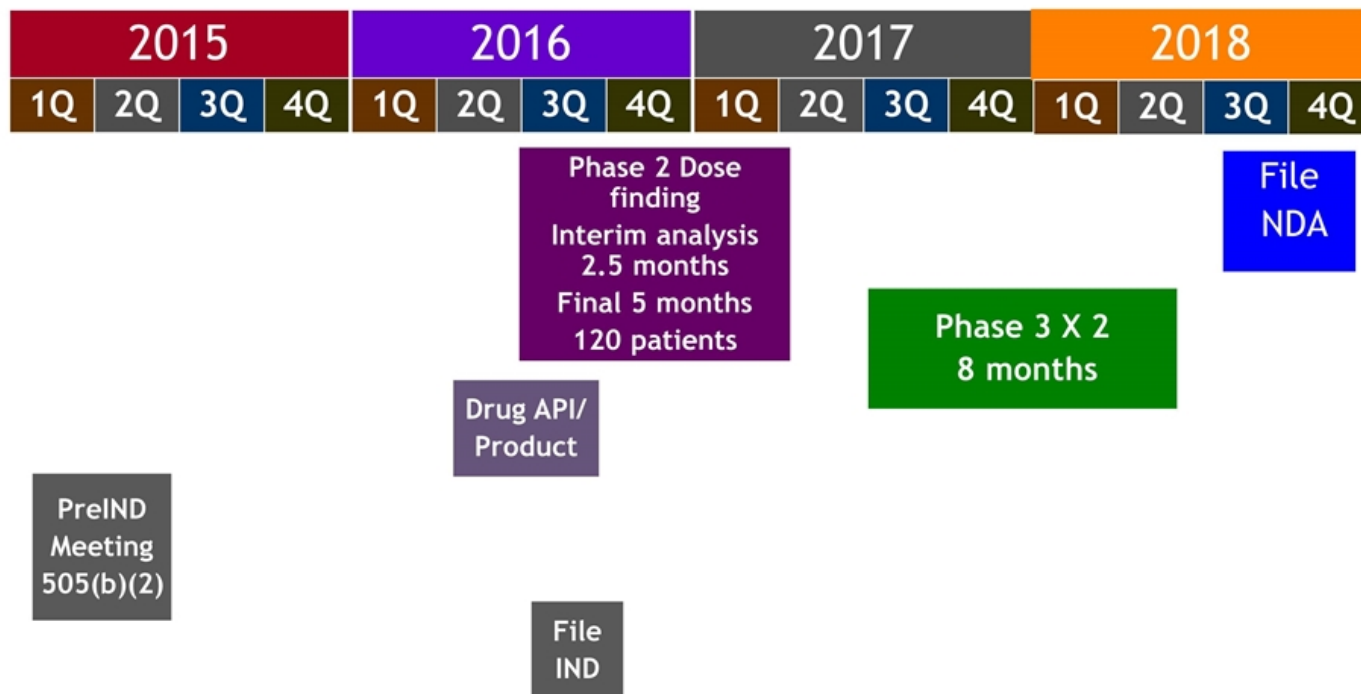 2015 2016 2017 2018
1Q 2Q 3Q 4Q 1Q 2Q 3Q 4Q 1Q 2Q 3Q 4Q 1Q 2Q 3Q 4Q
Phase 2 Dose
finding
Interim analysis
2.5 months
Final 5 months
120 patients
File
NDA
Phase 3 X 2
8 months
Drug API/
Product
PreIND
Meeting
505(b)(2)
File
IND